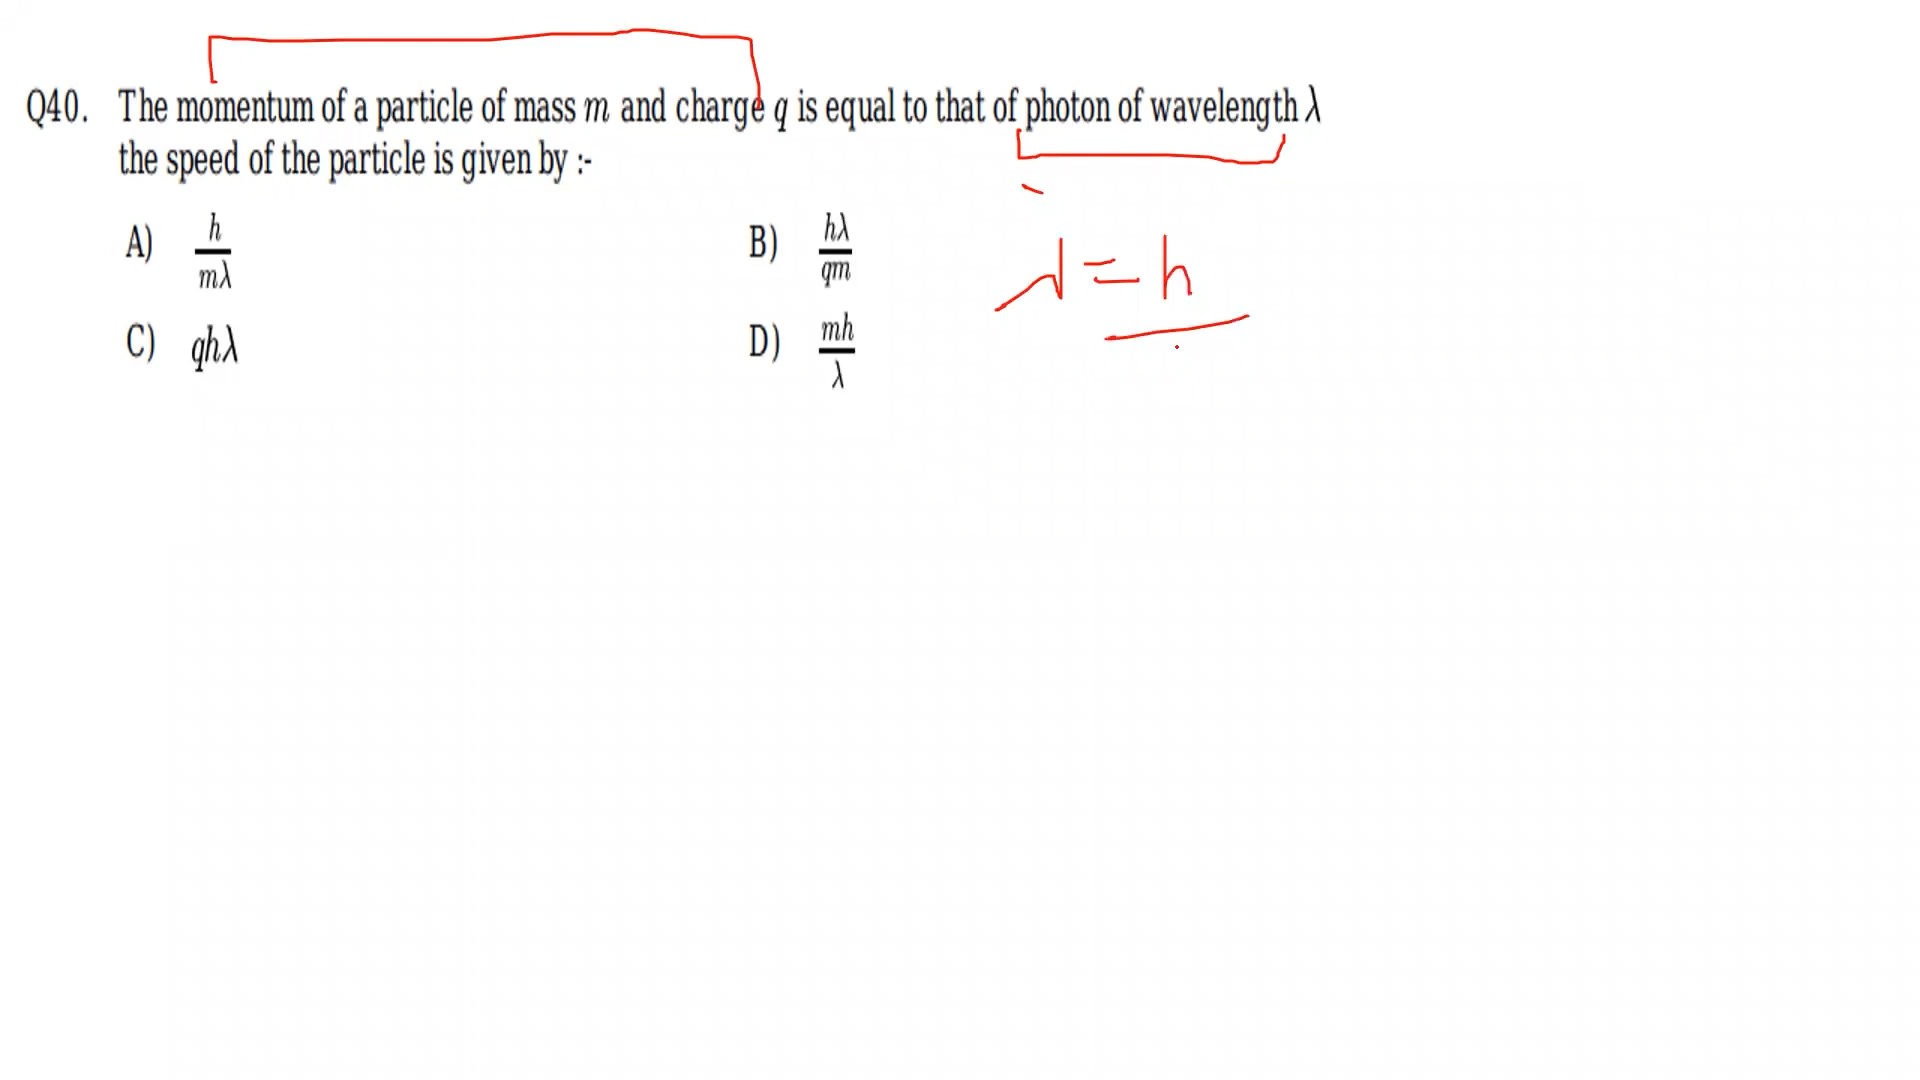 Q40. The momentum of a particle of mass m and charge q is equal to that of photon of wavelength λ
the speed of the particle is given by :-
A) h/mλ
B) hλ/qm
C) qhλ
D) mh/λ
λ = h